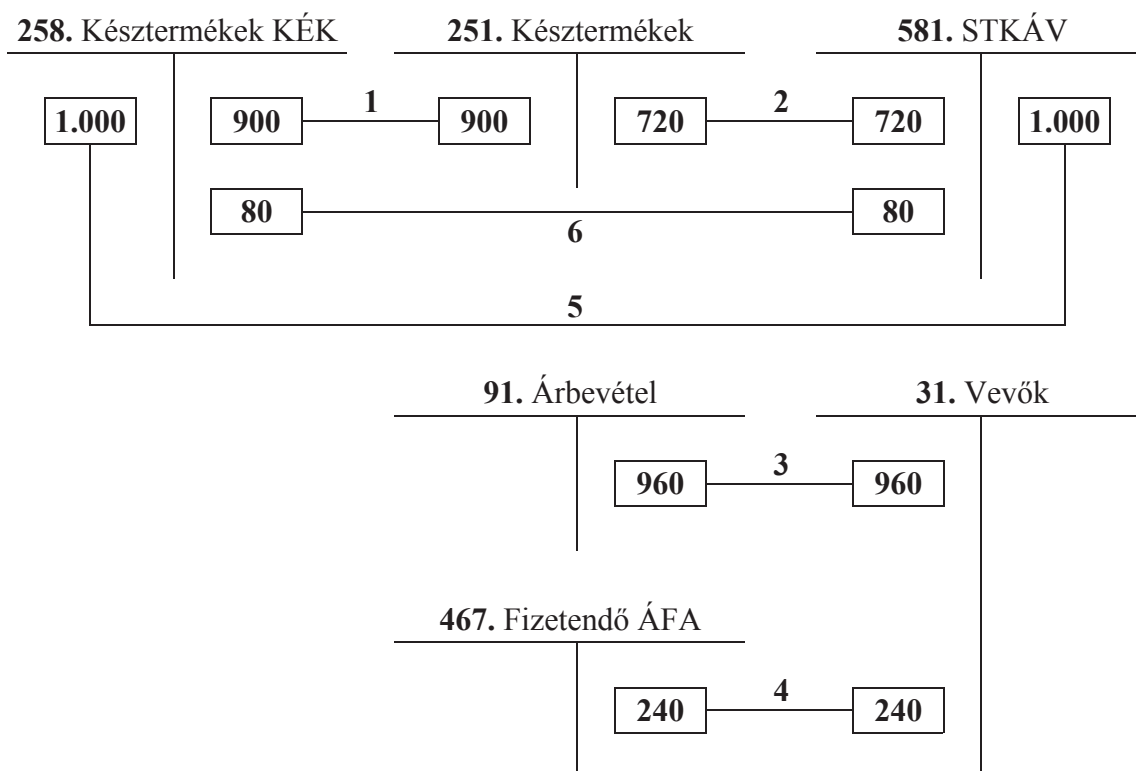 258. Késztermékek KÉK 251. Késztermékek 581. STKÁV
1.000 900 1 900 720 2 720 1.000
80 6 80
5
91. Árbevétel 31. Vevők
960 3 960
467. Fizetendő ÁFA
240 4 240